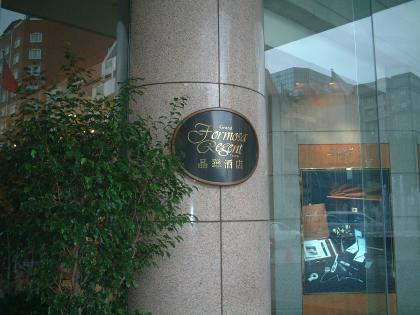 Grand
Formosa
Regent
晶華酒店